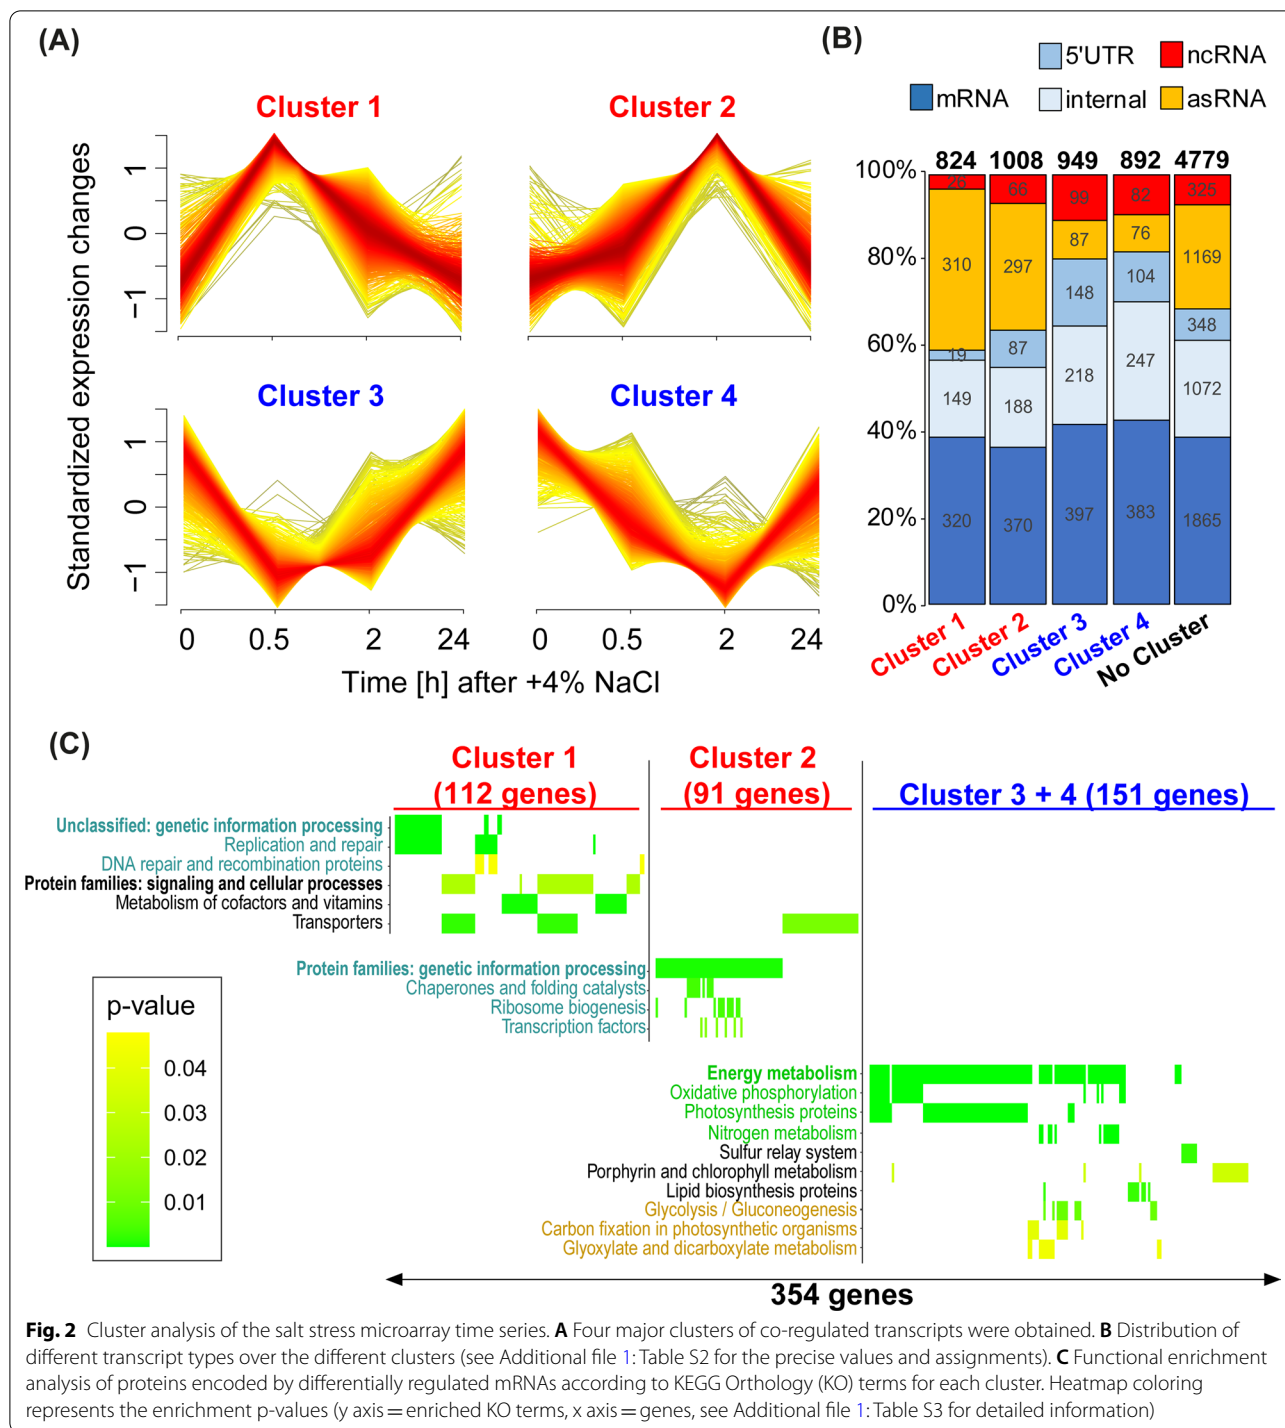 (A)
Cluster 1
Cluster 2
Standardized expression changes
1
0
−1
Cluster 3
Cluster 4
1
0
−1
0 0.5 2 24 0 0.5 2 24
Time [h] after +4% NaCl
(B)
5'UTR ncRNA
mRNA internal asRNA
824 1008 949 892 4779
100%
80%
60%
40%
20%
0%
26 66 99 82 325
310 297 87 76 1169
19 87 148 104 348
149 188 218 247 1072
320 370 397 383 1865
Cluster 1
Cluster 2
Cluster 3
Cluster 4
No Cluster
(C)
Cluster 1
(112 genes)
Cluster 2
(91 genes)
Cluster 3 + 4 (151 genes)
Unclassified: genetic information processing
Replication and repair
DNA repair and recombination proteins
Protein families: signaling and cellular processes
Metabolism of cofactors and vitamins
Transporters
Protein families: genetic information processing
Chaperones and folding catalysts
Ribosome biogenesis
Transcription factors
p-value
0.04
0.03
0.02
0.01
Energy metabolism
Oxidative phosphorylation
Photosynthesis proteins
Nitrogen metabolism
Sulfur relay system
Porphyrin and chlorophyll metabolism
Lipid biosynthesis proteins
Glycolysis / Gluconeogenesis
Carbon fixation in photosynthetic organisms
Glyoxylate and dicarboxylate metabolism
354 genes
Fig. 2 Cluster analysis of the salt stress microarray time series. A Four major clusters of co-regulated transcripts were obtained. B Distribution of
different transcript types over the different clusters (see Additional file 1: Table S2 for the precise values and assignments). C Functional enrichment
analysis of proteins encoded by differentially regulated mRNAs according to KEGG Orthology (KO) terms for each cluster. Heatmap coloring
represents the enrichment p-values (y axis = enriched KO terms, x axis = genes, see Additional file 1: Table S3 for detailed information)